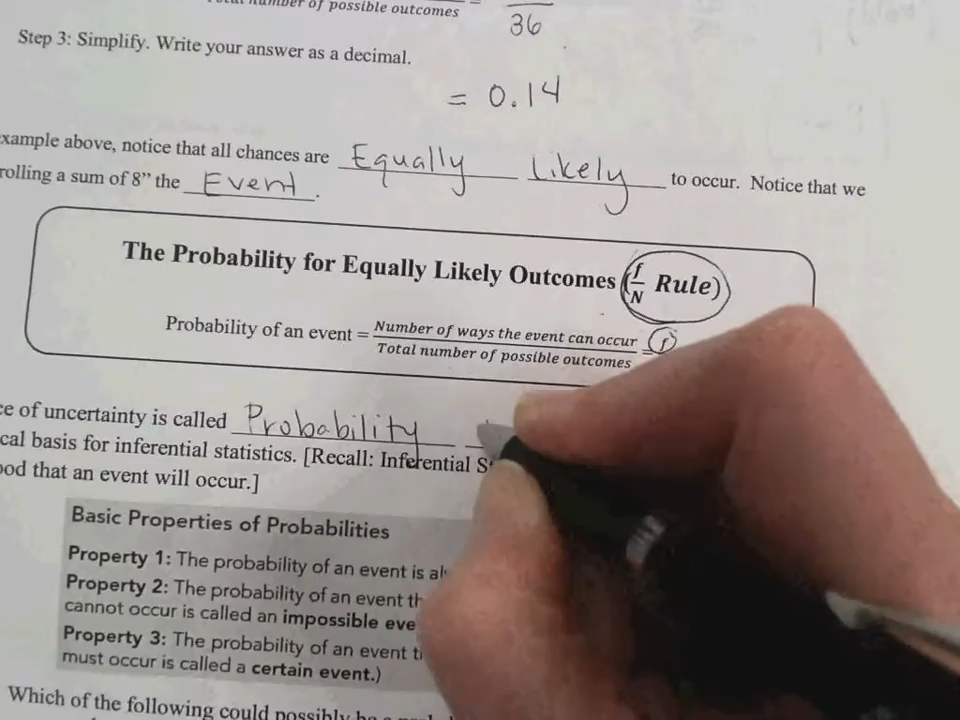 number of possible outcomes =
36
Step 3: Simplify. Write your answer as a decimal.
= 0.14
xample above, notice that all chances are Equally Likely to occur. Notice that we
rolling a sum of 8” the Event.
The Probability for Equally Likely Outcomes (f/N Rule)
Probability of an event = Number of ways the event can occur / Total number of possible outcomes = f
ce of uncertainty is called Probability
cal basis for inferential statistics. [Recall: Inferential S
ood that an event will occur.]
Basic Properties of Probabilities
Property 1: The probability of an event is al
Property 2: The probability of an event th
cannot occur is called an impossible eve
Property 3: The probability of an event t
must occur is called a certain event.)
Which of the following could possibly be a